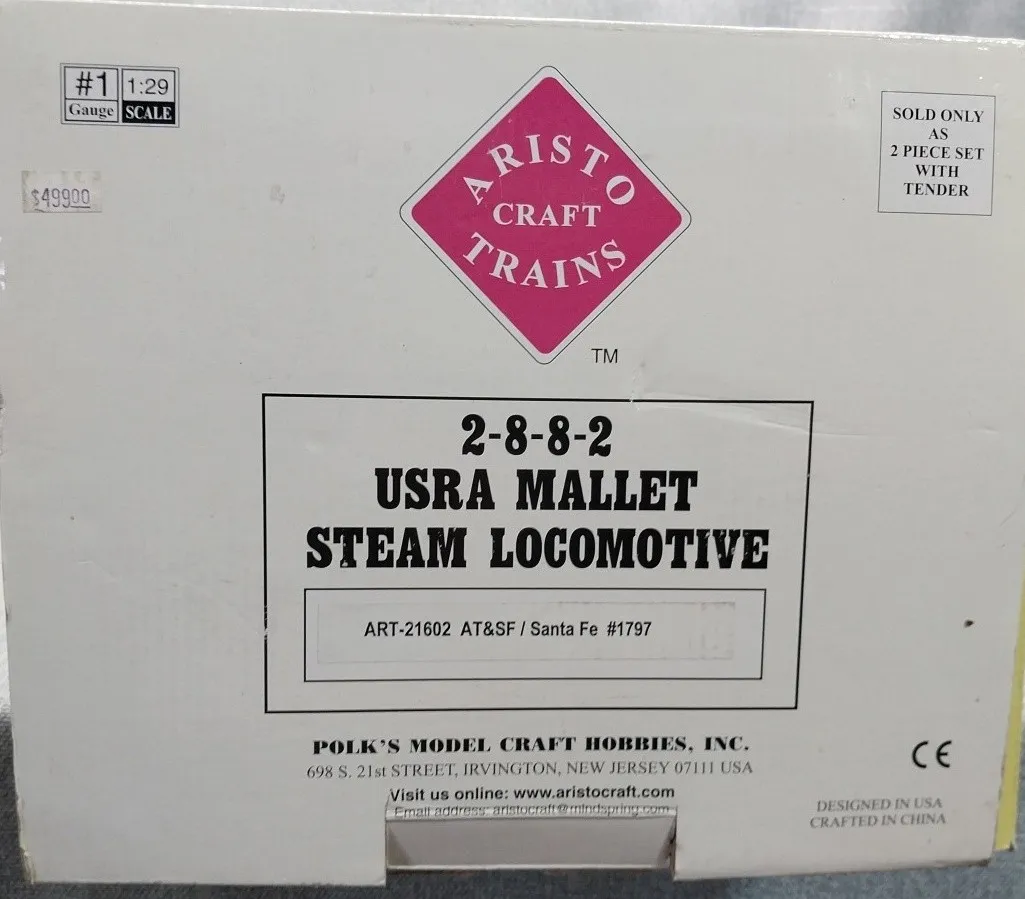 #1 1:29
Gauge SCALE
$49900
ARISTO
CRAFT
TRAINS
TM
SOLD ONLY
AS
2 PIECE SET
WITH
TENDER
2-8-8-2
USRA MALLET
STEAM LOCOMOTIVE
ART-21602 AT&SF / Santa Fe #1797
POLK'S MODEL CRAFT HOBBIES, INC.
698 S. 21st STREET, IRVINGTON, NEW JERSEY 07111 USA
Visit us online: www.aristocraft.com
Email address: aristocraft@mindspring.com
CE
DESIGNED IN USA
CRAFTED IN CHINA